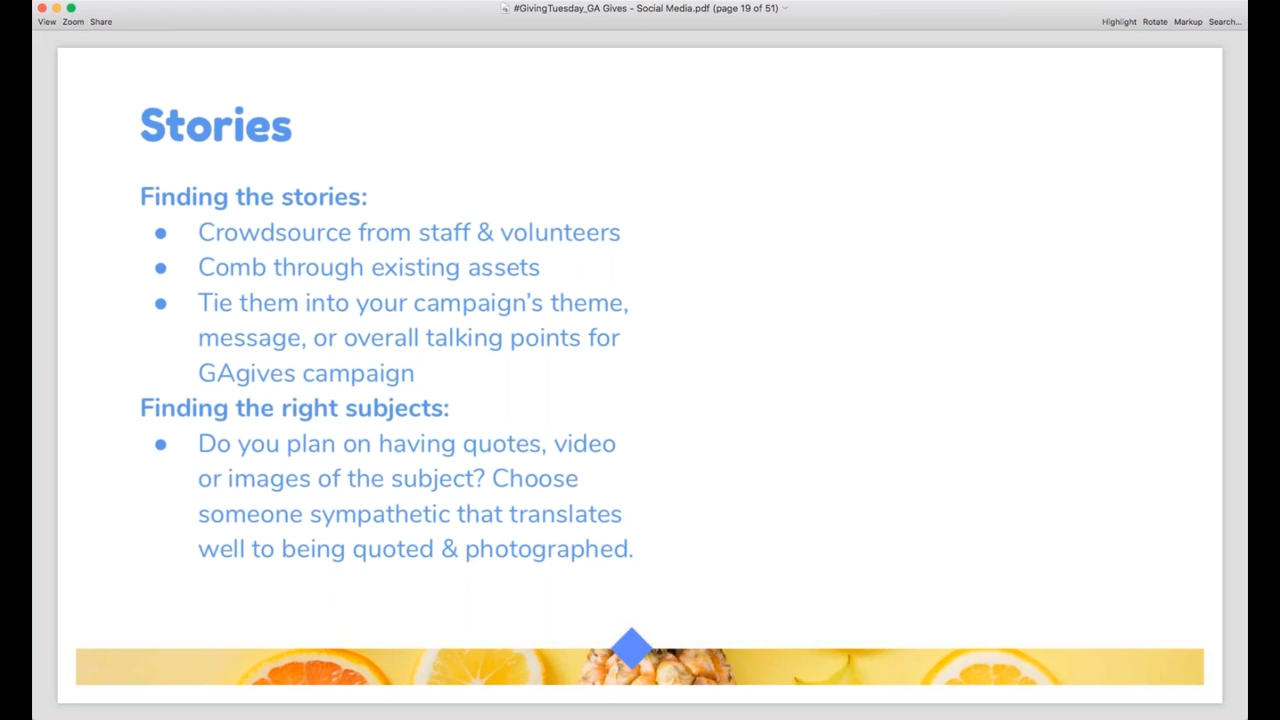 #GivingTuesday_GA Gives - Social Media.pdf (page 19 of 51)
View Zoom Share
Highlight Rotate Markup Search...
Stories
Finding the stories:
● Crowdsource from staff & volunteers
● Comb through existing assets
● Tie them into your campaign's theme,
message, or overall talking points for
GAgives campaign
Finding the right subjects:
● Do you plan on having quotes, video
or images of the subject? Choose
someone sympathetic that translates
well to being quoted & photographed.